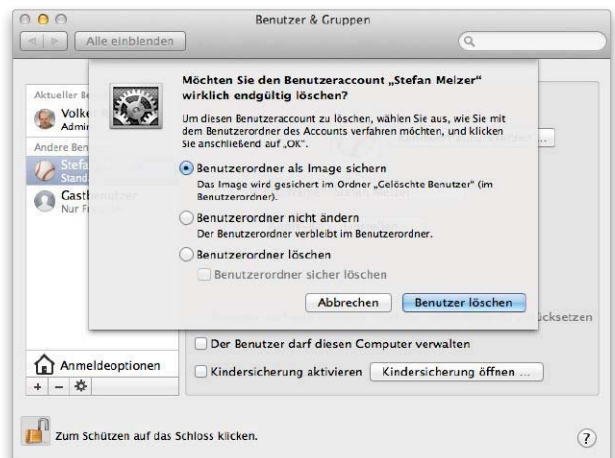 Benutzer & Gruppen
Alle einblenden
Möchten Sie den Benutzeraccount „Stefan Melzer“
wirklich endgültig löschen?
Um diesen Benutzeraccount zu löschen, wählen Sie aus, wie Sie mit
dem Benutzerordner des Accounts verfahren möchten, und klicken
Sie anschließend auf „OK“.
Benutzerordner als Image sichern
Das Image wird gesichert im Ordner „Gelöschte Benutzer“ (im
Benutzerordner).
Benutzerordner nicht ändern
Der Benutzerordner verbleibt im Benutzerordner.
Benutzerordner löschen
Benutzerordner sicher löschen
Abbrechen
Benutzer löschen
Aktueller Be
Volke
Admin
Andere Ben
Stefa
Stand
Gastbenutzer
Nur Fr
ücksetzen
Der Benutzer darf diesen Computer verwalten
Kindersicherung aktivieren
Kindersicherung öffnen ...
Anmeldeoptionen
+ −
Zum Schützen auf das Schloss klicken.
?